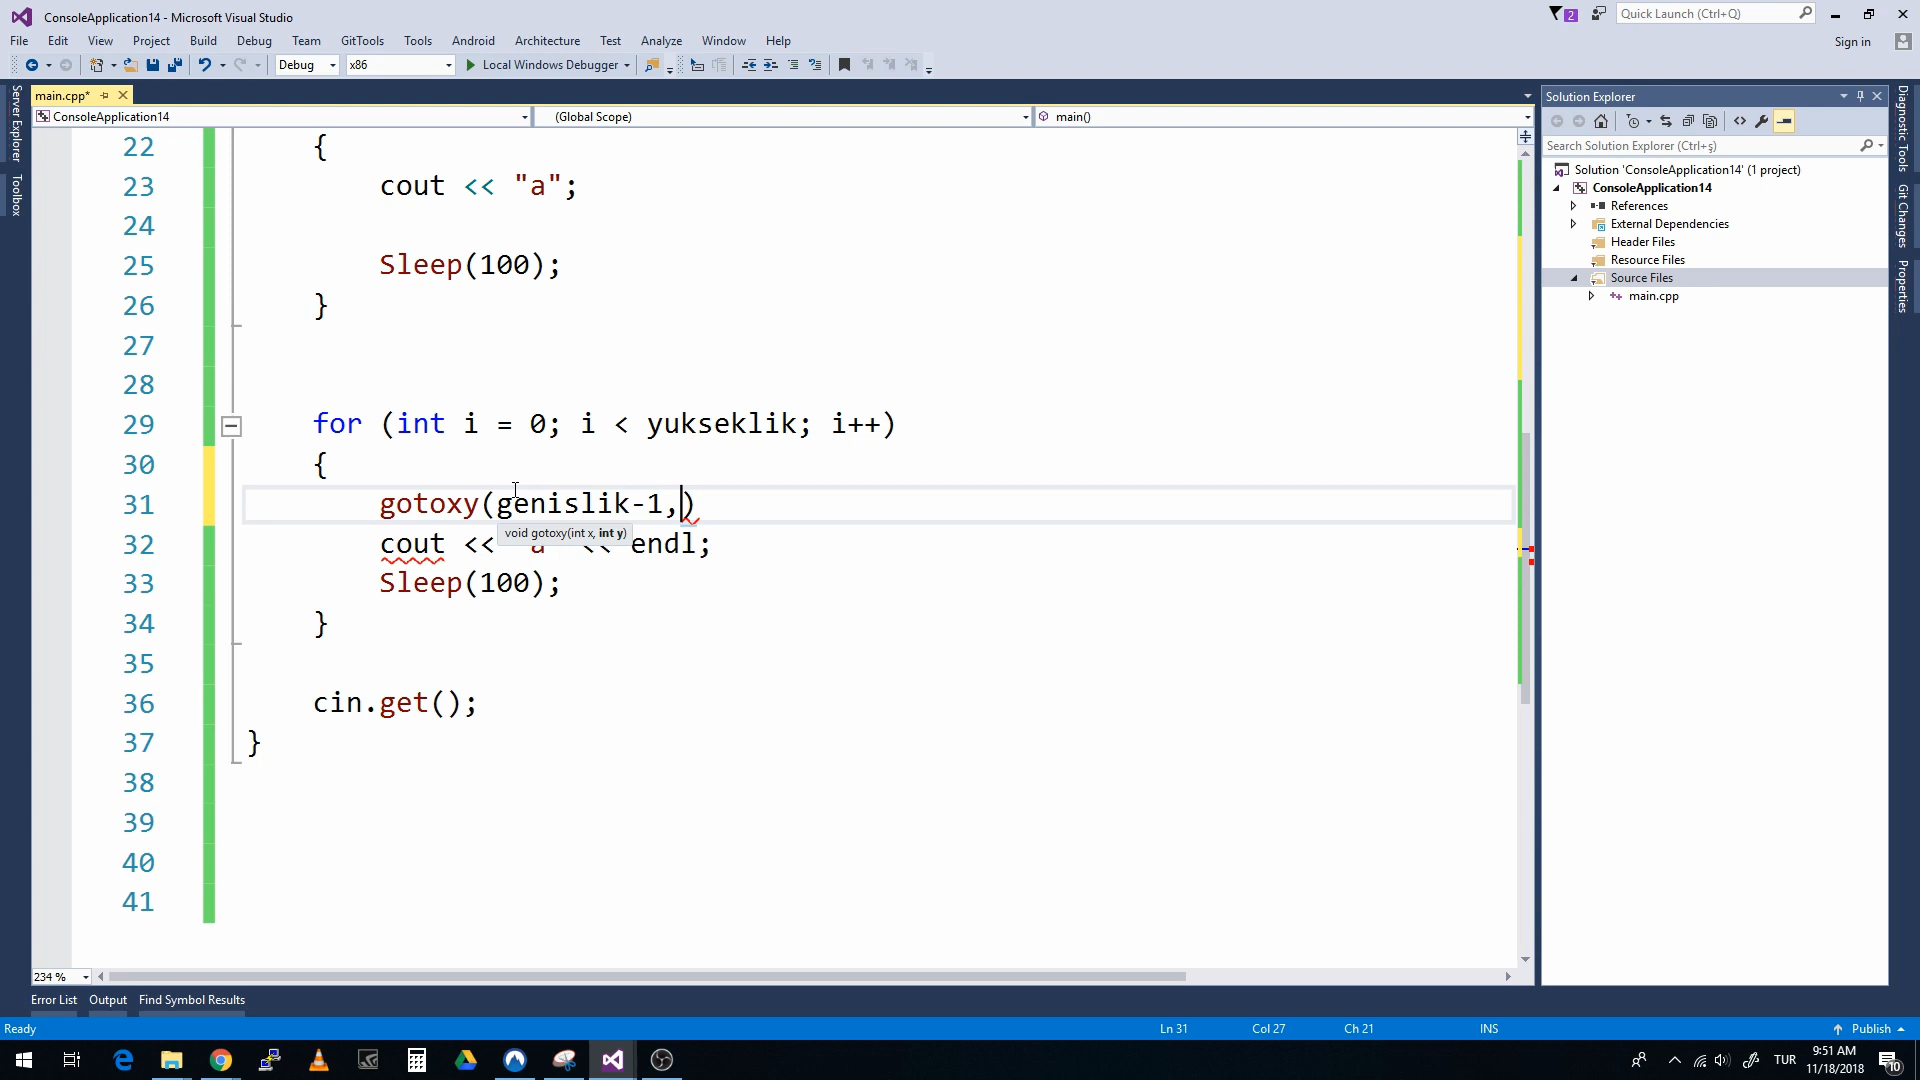 ConsoleApplication14 - Microsoft Visual Studio
2
Quick Launch (Ctrl+Q)
File Edit View Project Build Debug Team GitTools Tools Android Architecture Test Analyze Window Help
Sign in
Debug x86 Local Windows Debugger
main.cpp*
ConsoleApplication14 (Global Scope) main()
Server Explorer
Toolbox
22 {
23 cout << "a";
24
25 Sleep(100);
26 }
27
28
29 for (int i = 0; i < yukseklik; i++)
30 {
31 gotoxy(genislik-1,)
void gotoxy(int x, int y)
32 cout << "a" << endl;
33 Sleep(100);
34 }
35
36 cin.get();
37 }
38
39
40
41
234 %
Solution Explorer
Search Solution Explorer (Ctrl+ş)
Solution 'ConsoleApplication14' (1 project)
ConsoleApplication14
References
External Dependencies
Header Files
Resource Files
Source Files
main.cpp
Diagnostic Tools
Git Changes
Properties
Error List Output Find Symbol Results
Ready Ln 31 Col 27 Ch 21 INS Publish
TUR
9:51 AM
11/18/2018
10